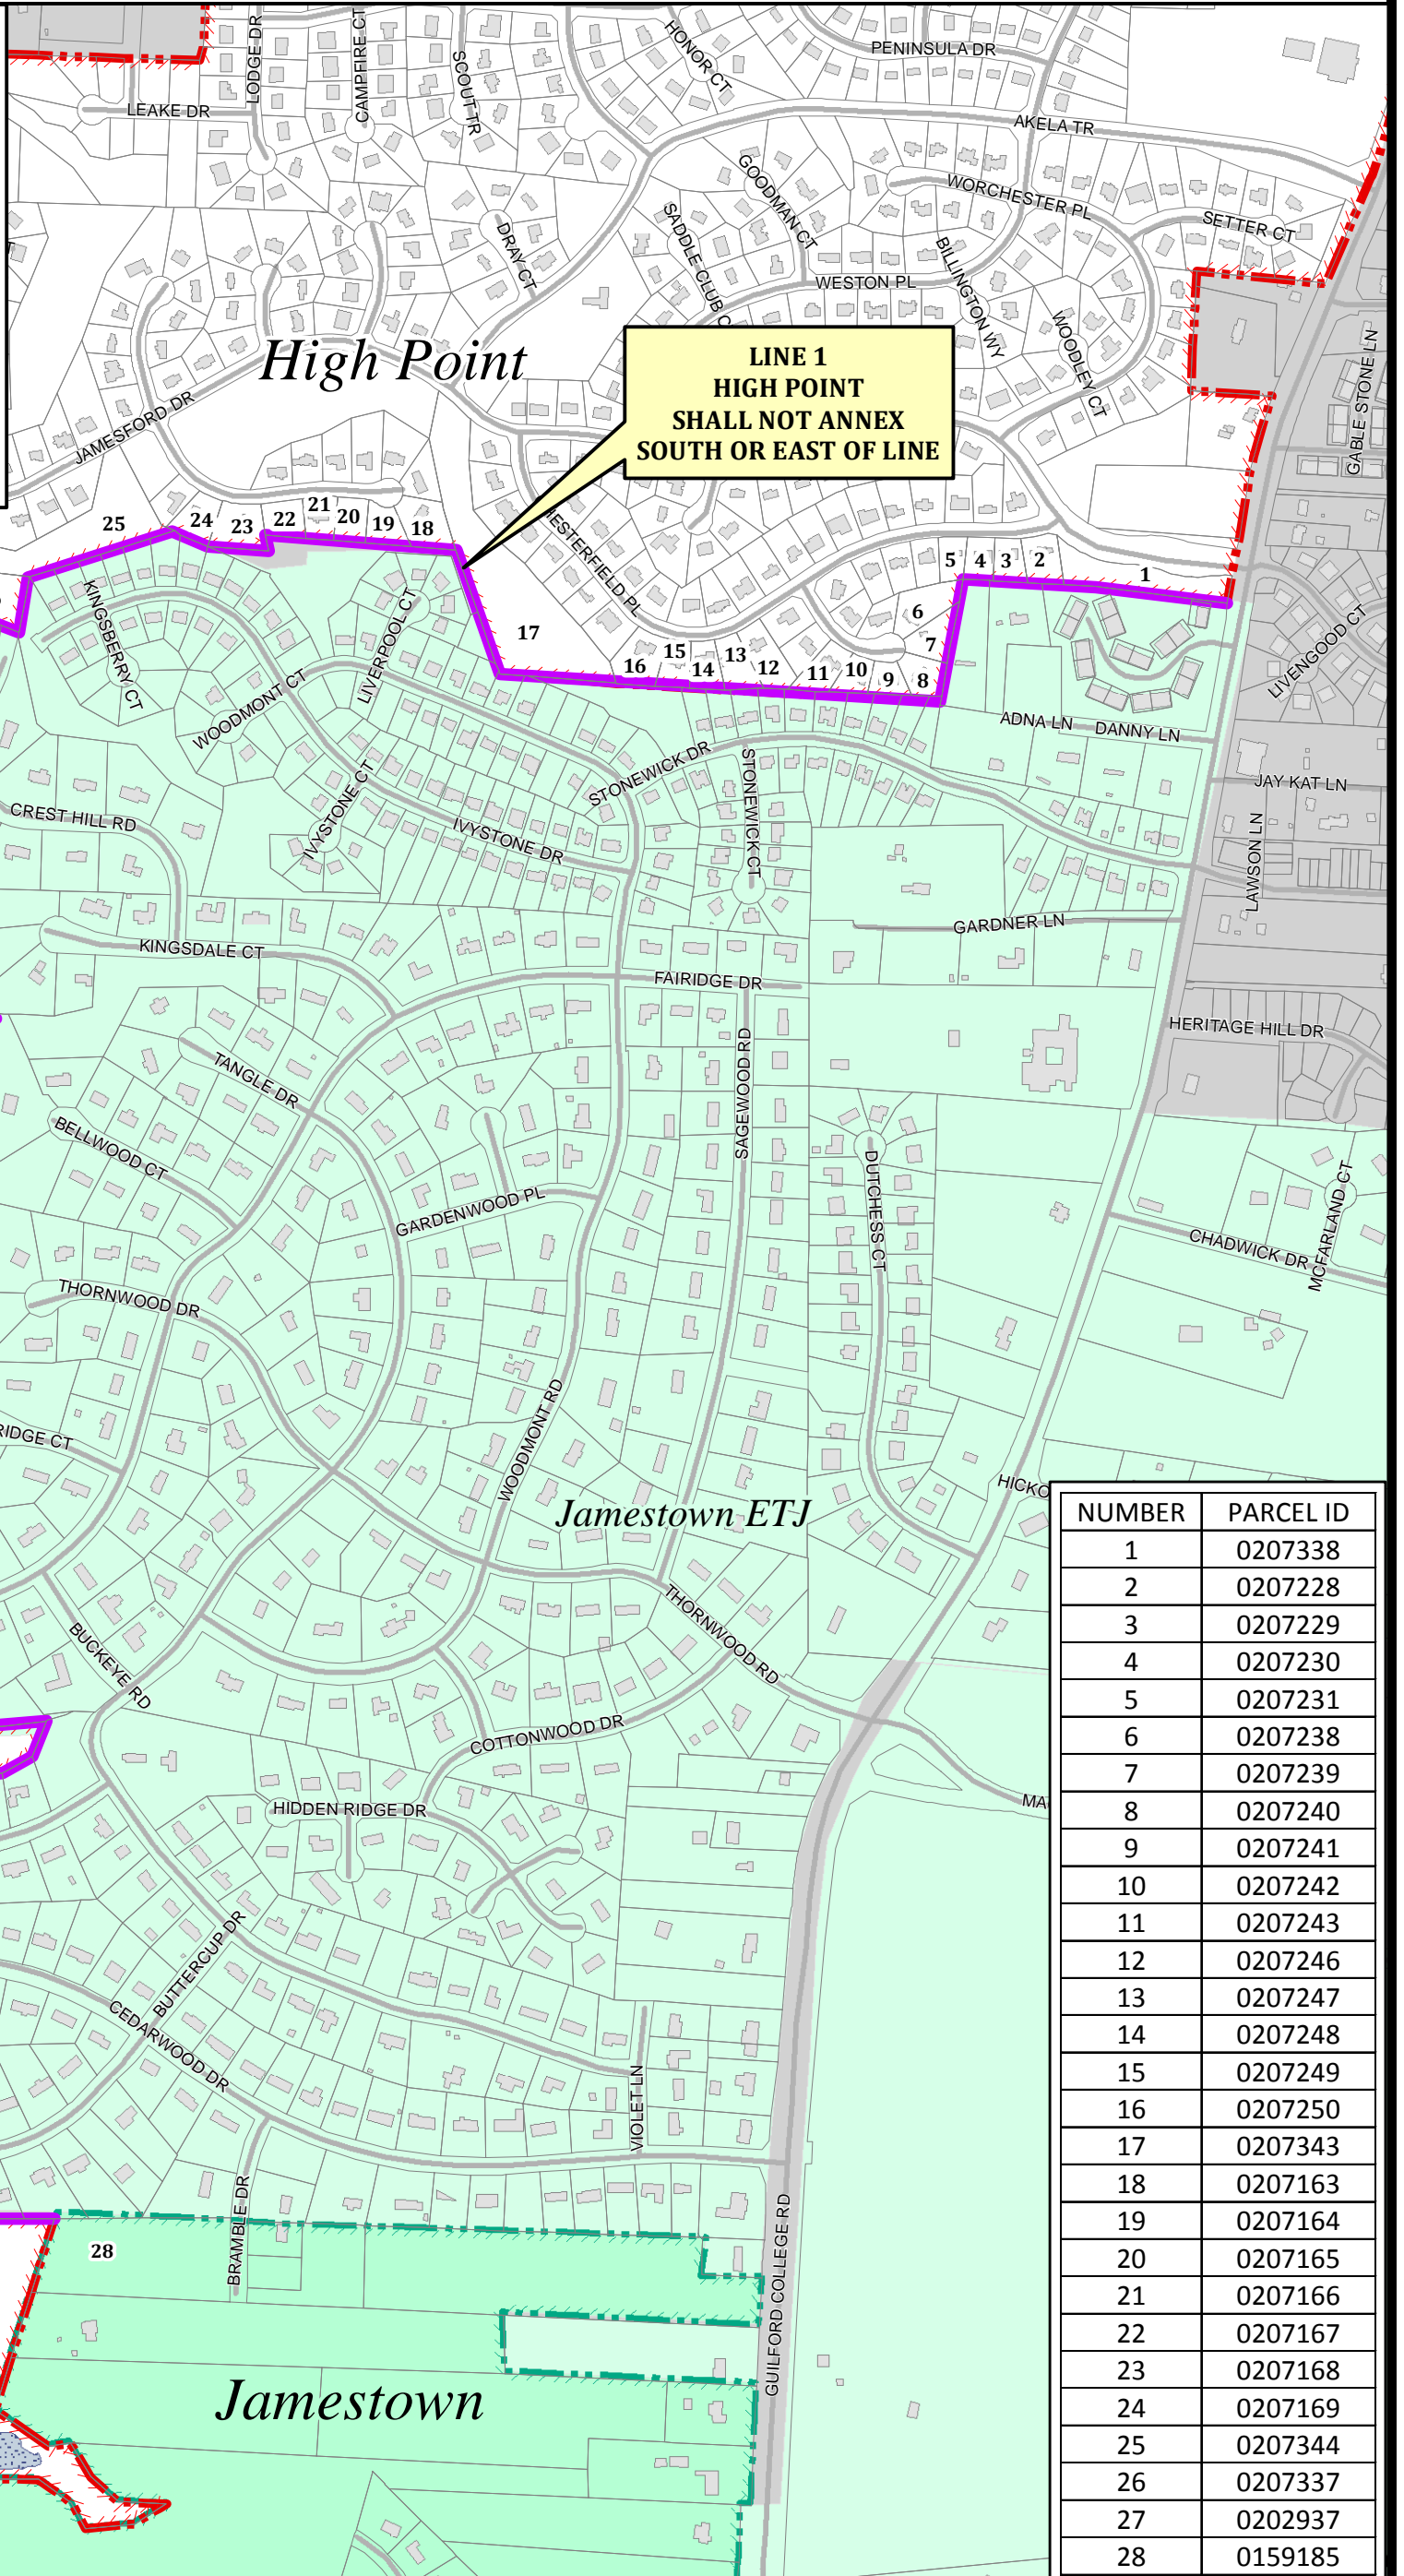 LODGE DR
CAMPFIRE CT
SCOUT TR
HONOR CT
PENINSULA DR
LEAKE DR
AKELA TR
GOODMAN CT
WORCHESTER PL
SETTER CT
SADDLE CLUB C
DRAY CT
BILLINGTON WY
WESTON PL
WOODLEY CT
GABLE STONE LN
High Point
LINE 1
HIGH POINT
SHALL NOT ANNEX
SOUTH OR EAST OF LINE
JAMESFORD DR
25
24
23
22
21
20
19
18
ESTERFIELD PL
5
4
3
2
1
6
7
17
16
15
14
13
12
11
10
9
8
KINGSBERRY CT
LIVERPOOL CT
WOODMONT CT
LIVENGOOD CT
ADNA LN
DANNY LN
STONEWICK DR
STONEWICK CT
JAY KAT LN
CREST HILL RD
IVYSTONE CT
IVYSTONE DR
LAWSON LN
GARDNER LN
KINGSDALE CT
FAIRIDGE DR
HERITAGE HILL DR
TANGLE DR
SAGEWOOD RD
BELLWOOD CT
DUTCHESS CT
GARDENWOOD PL
CHADWICK DR
MCFARLAND CT
THORNWOOD DR
WOODMONT RD
RIDGE CT
HICKO
Jamestown ETJ
THORNWOOD RD
BUCKEYE RD
COTTONWOOD DR
HIDDEN RIDGE DR
MA
BUTTERCUP DR
CEDARWOOD DR
VIOLET LN
BRAMBLE DR
GUILFORD COLLEGE RD
28
Jamestown
NUMBER PARCEL ID
1 0207338
2 0207228
3 0207229
4 0207230
5 0207231
6 0207238
7 0207239
8 0207240
9 0207241
10 0207242
11 0207243
12 0207246
13 0207247
14 0207248
15 0207249
16 0207250
17 0207343
18 0207163
19 0207164
20 0207165
21 0207166
22 0207167
23 0207168
24 0207169
25 0207344
26 0207337
27 0202937
28 0159185